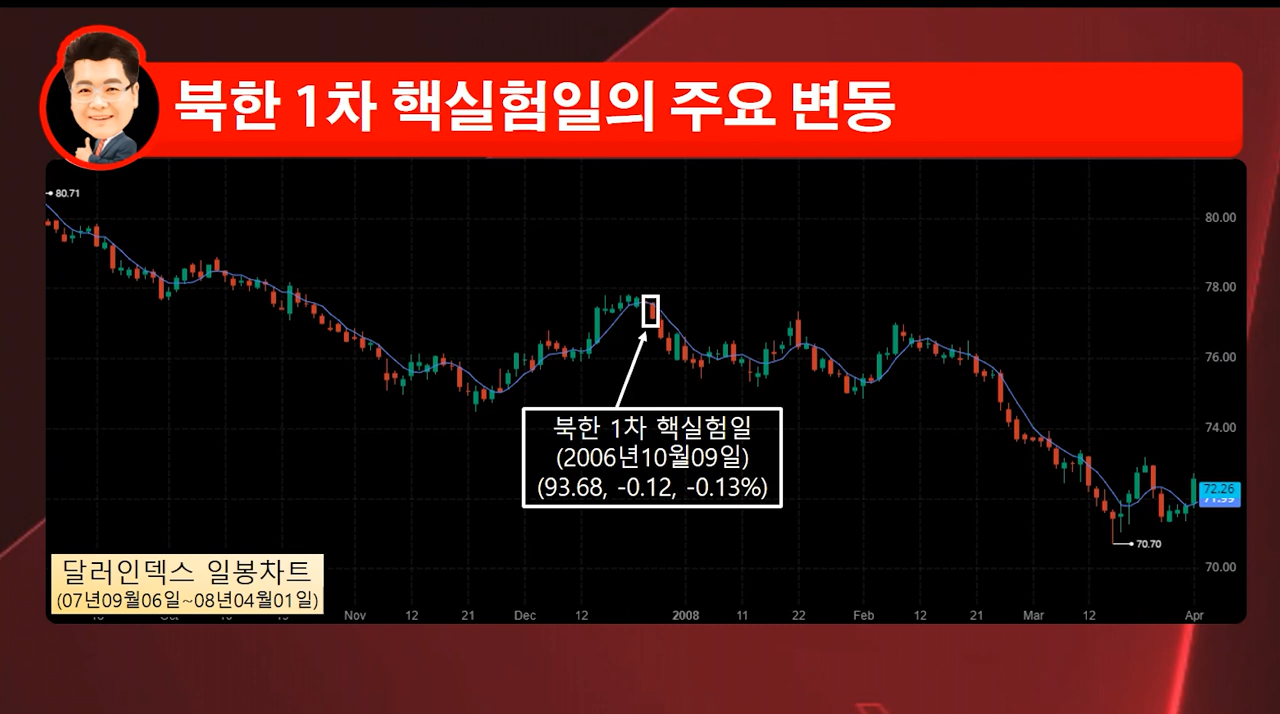 북한 1차 핵실험일의 주요 변동
80.71
80.00
78.00
76.00
74.00
72.26
70.00
북한 1차 핵실험일
(2006년10월09일)
(93.68, -0.12, -0.13%)
70.70
달러인덱스 일봉차트
(07년09월06일~08년04월01일)
Nov 12 21 Dec 12 2008 11 22 Feb 12 21 Mar 12 Apr